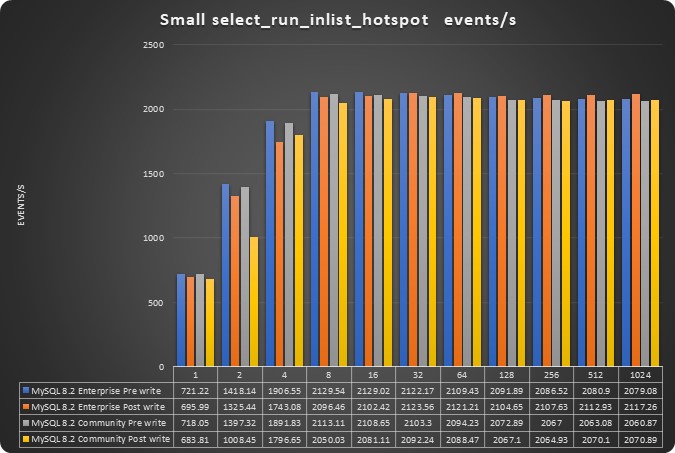 Small select_run_inlist_hotspot events/s
2500
2000
1500
1000
500
0
EVENTS/S
1 2 4 8 16 32 64 128 256 512 1024
MySQL 8.2 Enterprise Pre write 721.22 1418.14 1906.55 2129.54 2129.02 2122.17 2109.43 2091.89 2086.52 2080.9 2079.08
MySQL 8.2 Enterprise Post write 695.99 1325.44 1743.08 2096.46 2102.42 2123.56 2121.21 2104.65 2107.63 2112.93 2117.26
MySQL 8.2 Community Pre write 718.05 1397.32 1891.83 2113.11 2108.65 2103.3 2094.23 2072.89 2067 2063.08 2060.87
MySQL 8.2 Community Post write 683.81 1008.45 1796.65 2050.03 2081.11 2092.24 2088.47 2067.1 2064.93 2070.1 2070.89